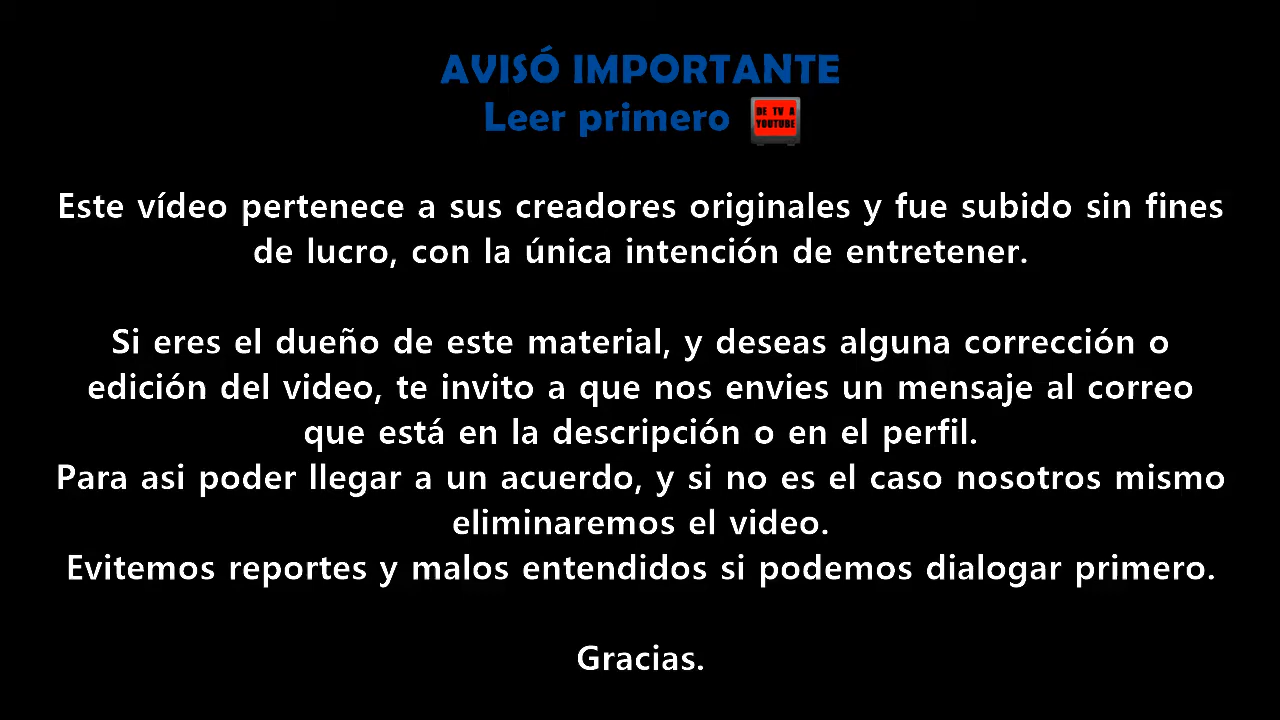 AVISÓ IMPORTANTE
Leer primero
DE TV A
YOUTUBE
Este vídeo pertenece a sus creadores originales y fue subido sin fines
de lucro, con la única intención de entretener.
Si eres el dueño de este material, y deseas alguna corrección o
edición del video, te invito a que nos envies un mensaje al correo
que está en la descripción o en el perfil.
Para asi poder llegar a un acuerdo, y si no es el caso nosotros mismo
eliminaremos el video.
Evitemos reportes y malos entendidos si podemos dialogar primero.
Gracias.